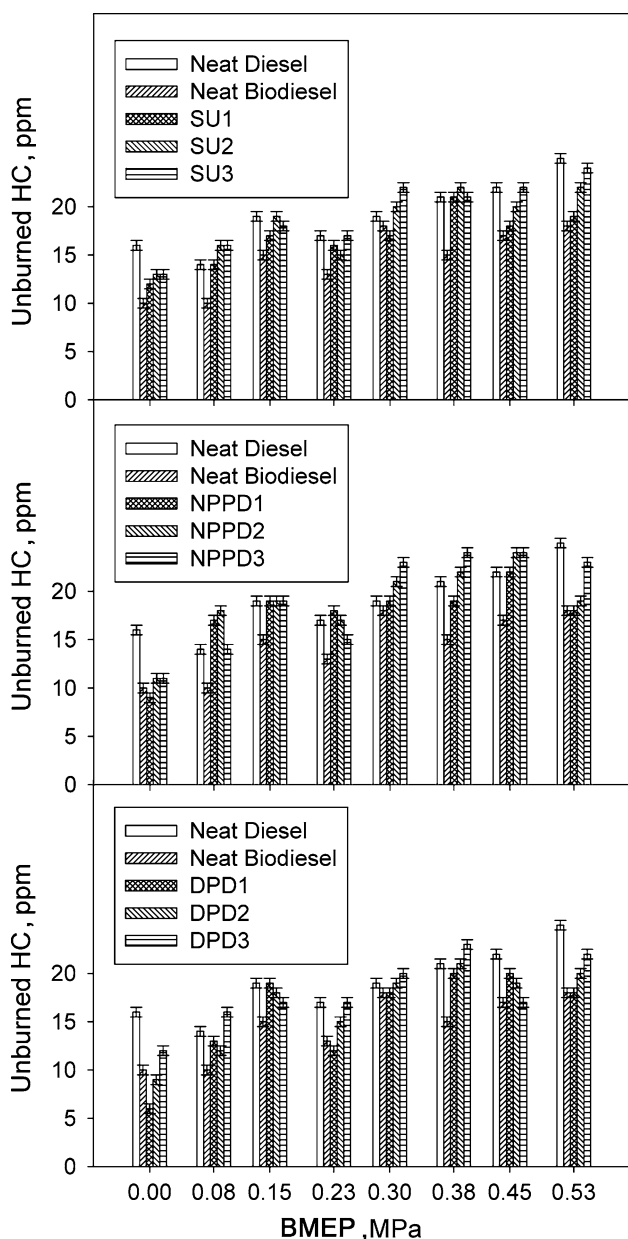 Neat Diesel
Neat Biodiesel
SU1
SU2
SU3
Unburned HC, ppm
20
15
10
5
0
Neat Diesel
Neat Biodiesel
NPPD1
NPPD2
NPPD3
Unburned HC, ppm
20
15
10
5
0
Neat Diesel
Neat Biodiesel
DPD1
DPD2
DPD3
Unburned HC, ppm
20
15
10
5
0
0.00 0.08 0.15 0.23 0.30 0.38 0.45 0.53
BMEP ,MPa